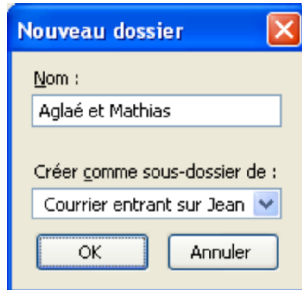 Nouveau dossier
Nom :
Aglaé et Mathias
Créer comme sous-dossier de :
Courrier entrant sur Jean
OK
Annuler